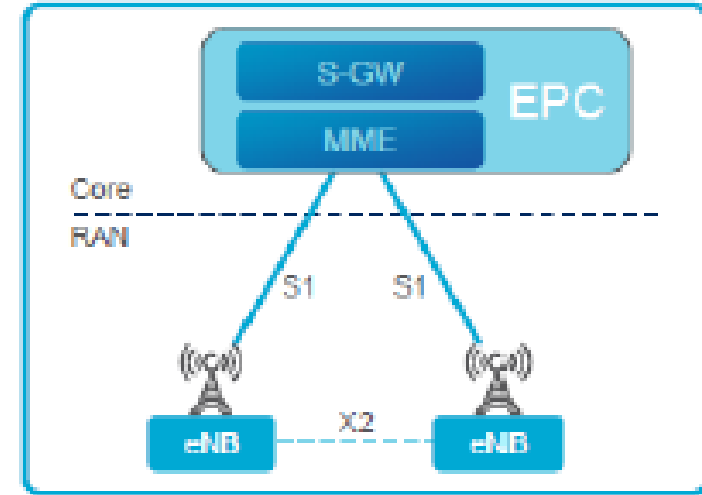 S-GW
EPC
MME
Core
RAN
S1
S1
X2
eNB
eNB